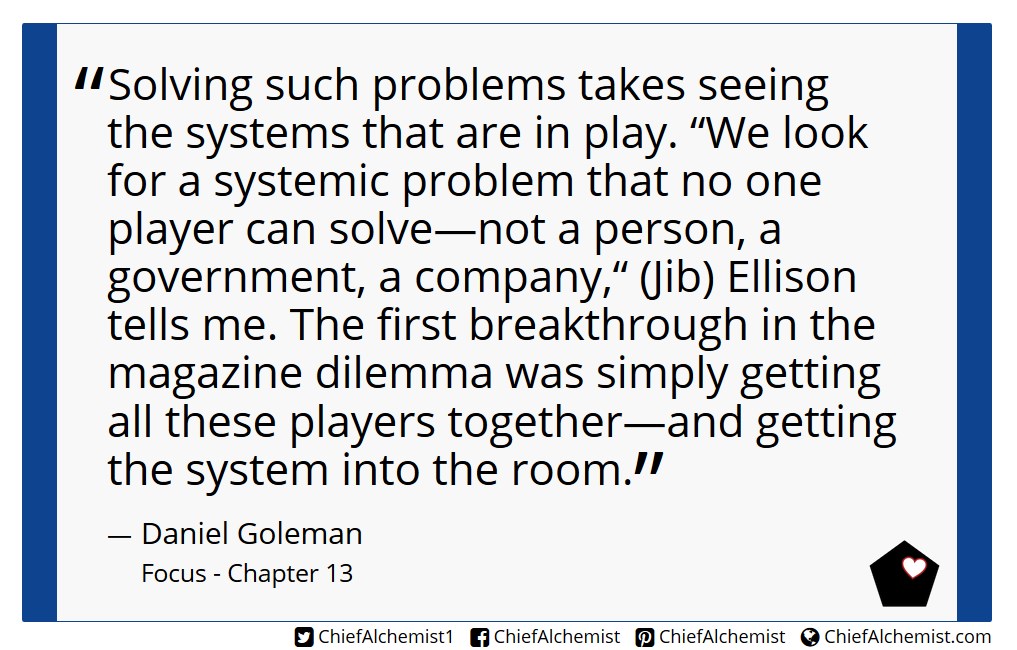 “Solving such problems takes seeing
the systems that are in play. “We look
for a systemic problem that no one
player can solve—not a person, a
government, a company,“ (Jib) Ellison
tells me. The first breakthrough in the
magazine dilemma was simply getting
all these players together—and getting
the system into the room.”
— Daniel Goleman
Focus - Chapter 13
ChiefAlchemist1 ChiefAlchemist ChiefAlchemist ChiefAlchemist.com